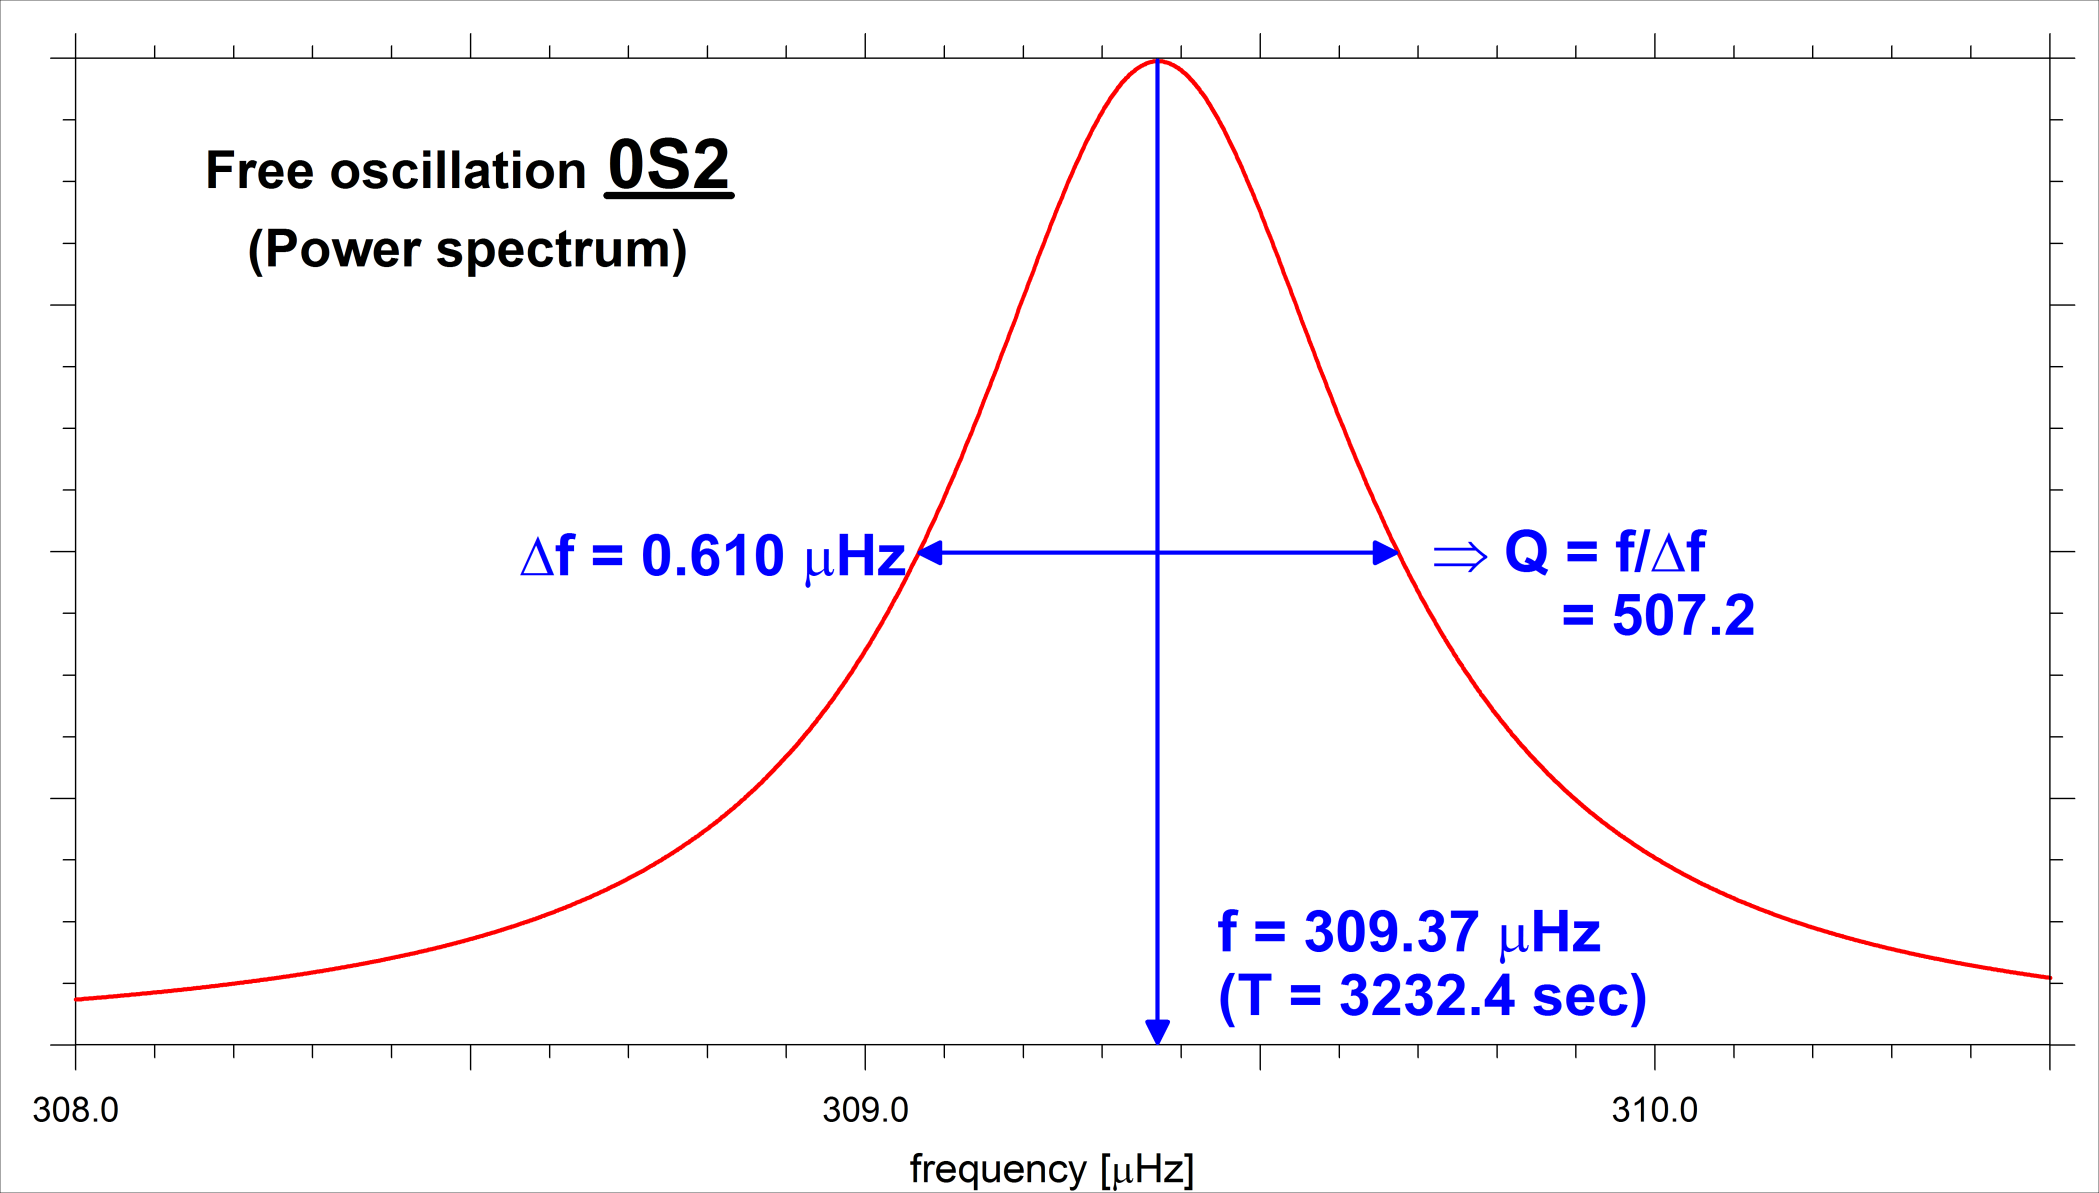 Free oscillation 0S2
(Power spectrum)
Δf = 0.610 μHz
⇒ Q = f/Δf
= 507.2
f = 309.37 μHz
(T = 3232.4 sec)
308.0 309.0 310.0
frequency [μHz]